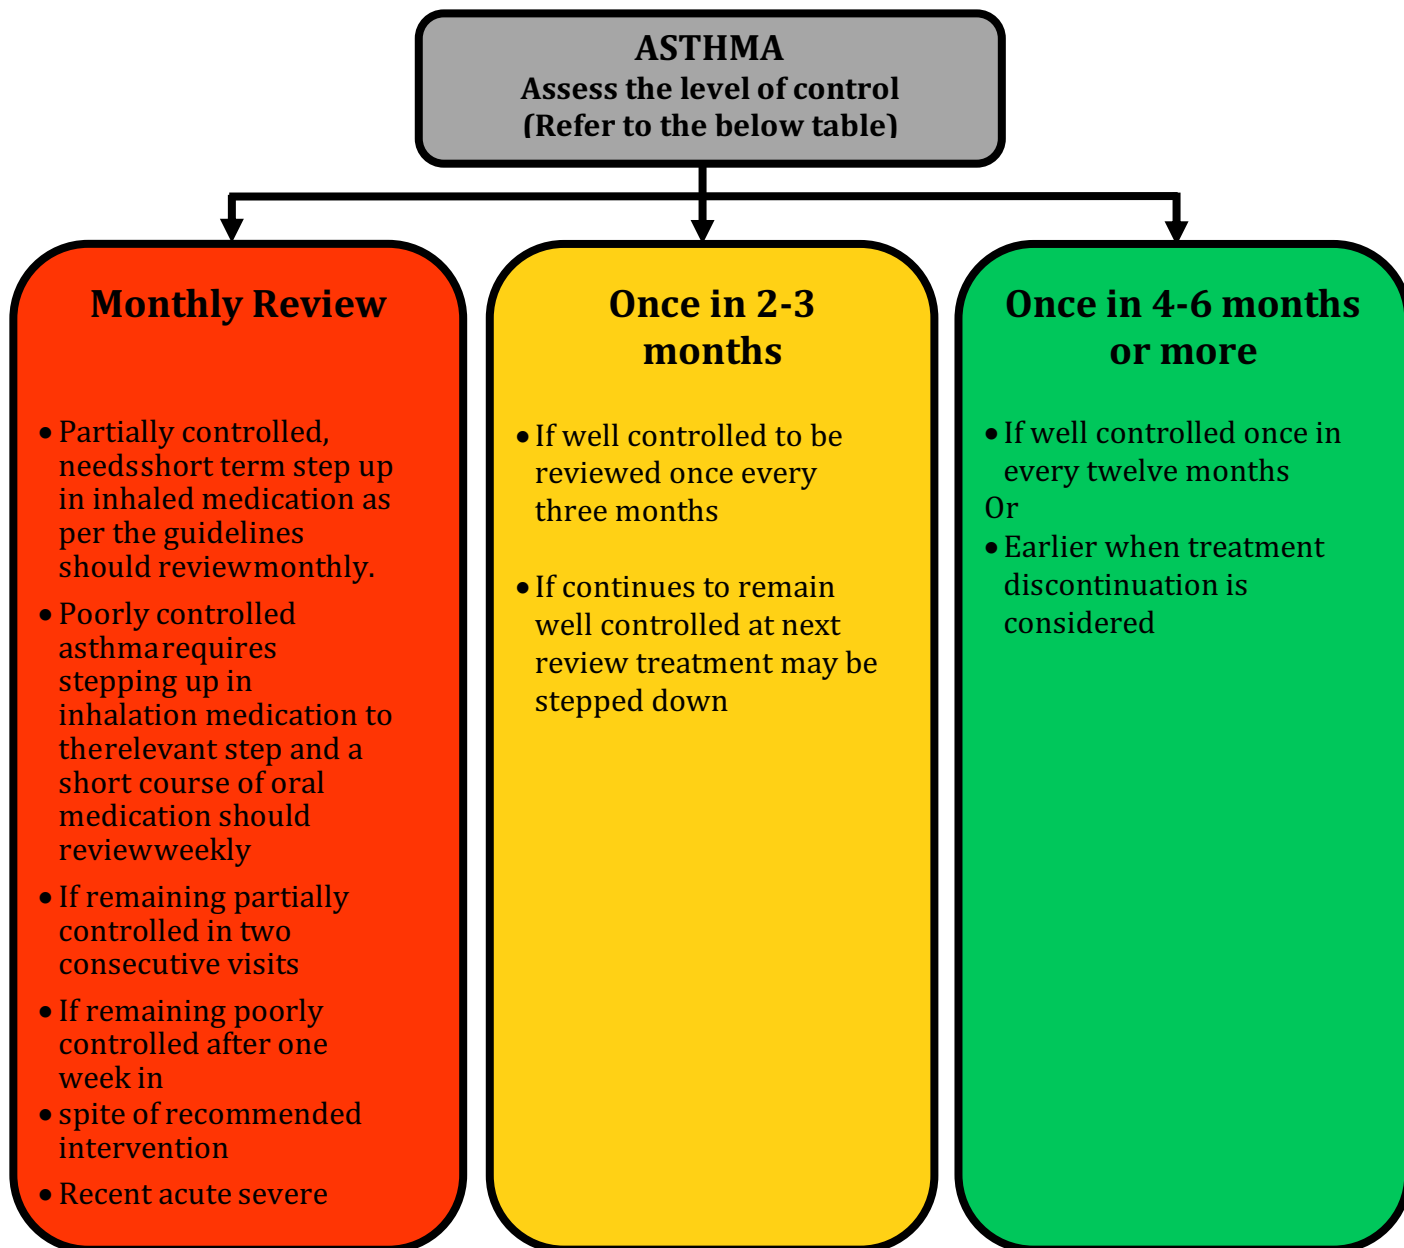 ASTHMA
Assess the level of control
(Refer to the below table)
Monthly Review
• Partially controlled,
needsshort term step up
in inhaled medication as
per the guidelines
should reviewmonthly.
• Poorly controlled
asthmarequires
stepping up in
inhalation medication to
therelevant step and a
short course of oral
medication should
reviewweekly
• If remaining partially
controlled in two
consecutive visits
• If remaining poorly
controlled after one
week in
• spite of recommended
intervention
• Recent acute severe
Once in 2-3
months
• If well controlled to be
reviewed once every
three months
• If continues to remain
well controlled at next
review treatment may be
stepped down
Once in 4-6 months
or more
• If well controlled once in
every twelve months
Or
• Earlier when treatment
discontinuation is
considered